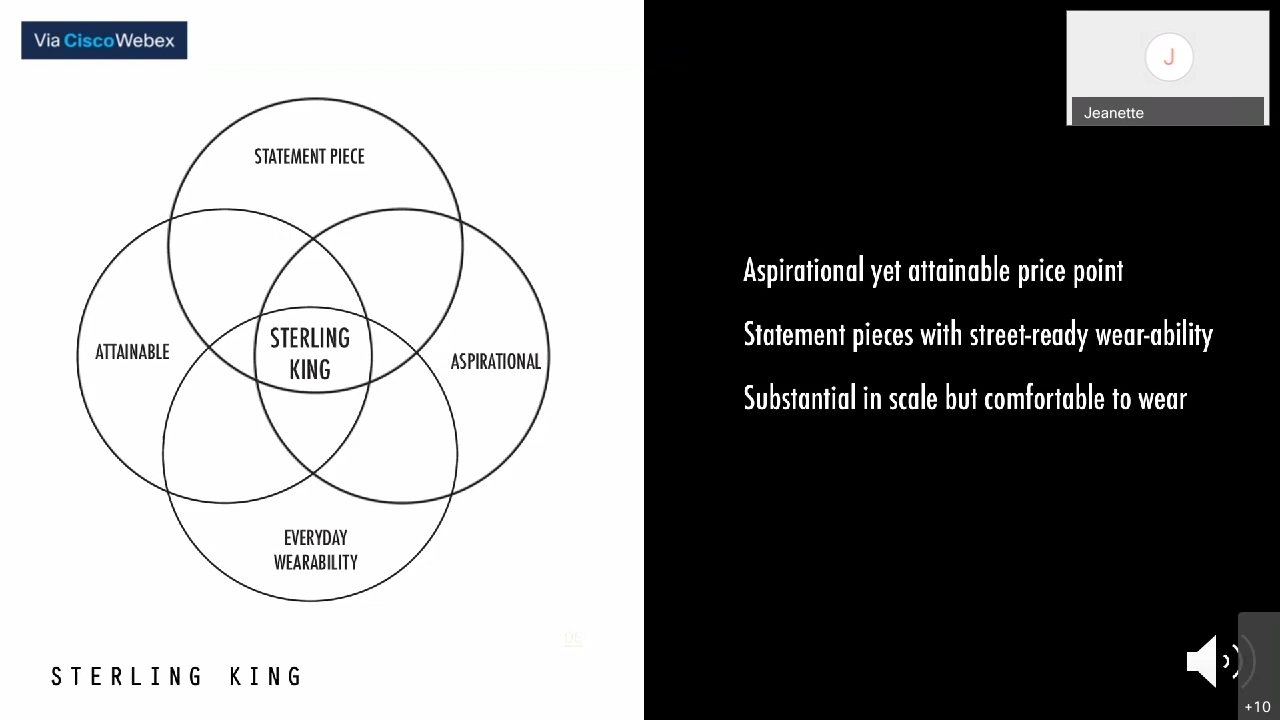 Via CiscoWebex
J
Jeanette
STATEMENT PIECE
ATTAINABLE
STERLING
KING
ASPIRATIONAL
EVERYDAY
WEARABILITY
STERLING KING
Aspirational yet attainable price point
Statement pieces with street-ready wear-ability
Substantial in scale but comfortable to wear
+10